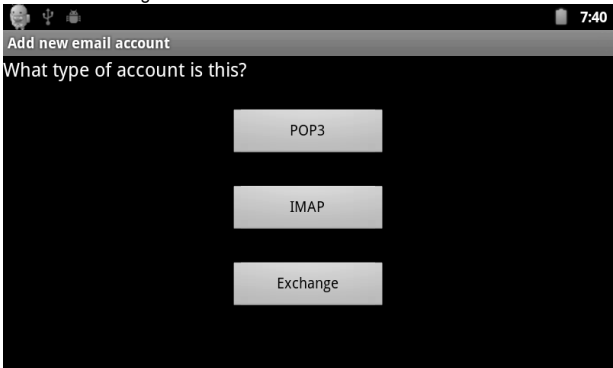 7:40
Add new email account
What type of account is this?
POP3
IMAP
Exchange